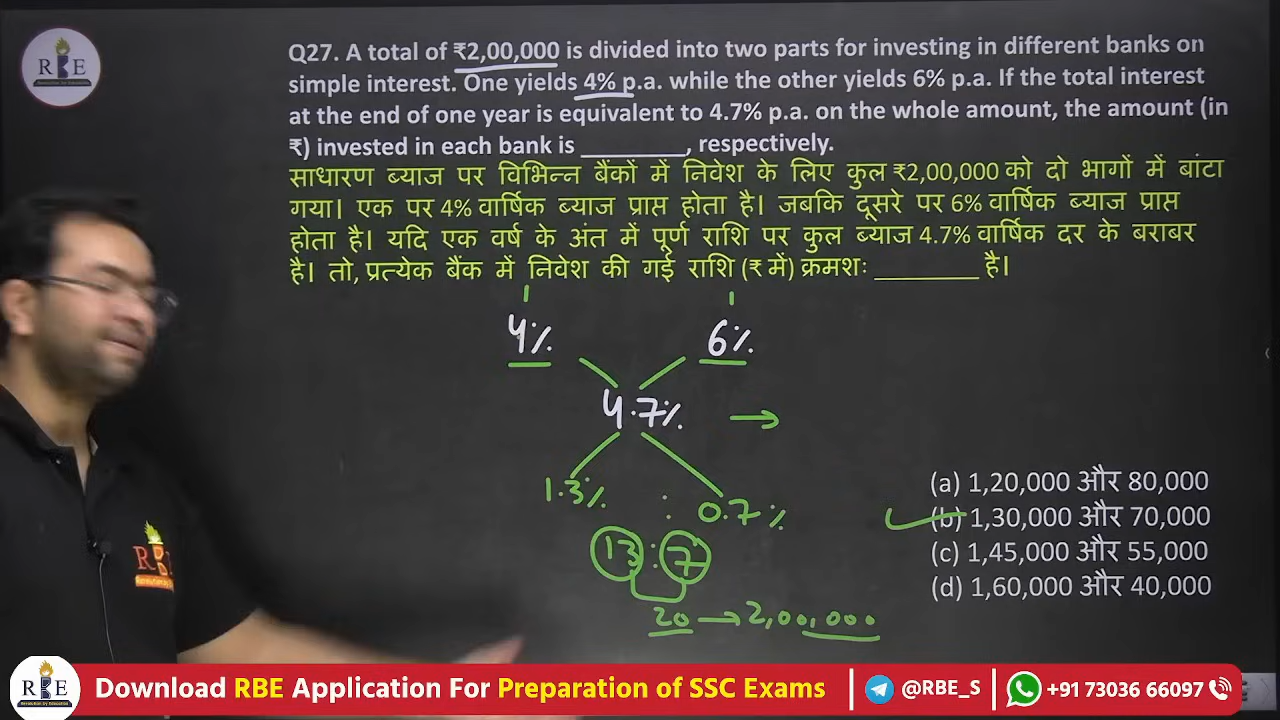 RBE
Q27. A total of ₹2,00,000 is divided into two parts for investing in different banks on
simple interest. One yields 4% p.a. while the other yields 6% p.a. If the total interest
at the end of one year is equivalent to 4.7% p.a. on the whole amount, the amount (in
₹) invested in each bank is ________, respectively.
साधारण ब्याज पर विभिन्न बैंकों में निवेश के लिए कुल ₹2,00,000 को दो भागों में बांटा
गया। एक पर 4% वार्षिक ब्याज प्राप्त होता है। जबकि दूसरे पर 6% वार्षिक ब्याज प्राप्त
होता है। यदि एक वर्ष के अंत में पूर्ण राशि पर कुल ब्याज 4.7% वार्षिक दर के बराबर
है। तो, प्रत्येक बैंक में निवेश की गई राशि (₹ में) क्रमशः ________ है।
4% 6%
4.7% →
1.3% : 0.7%
13 : 7
20 → 2,00,000
(a) 1,20,000 और 80,000
(b) 1,30,000 और 70,000
(c) 1,45,000 और 55,000
(d) 1,60,000 और 40,000
RBE
RBE
Download RBE Application For Preparation of SSC Exams
@RBE_S
+91 73036 66097